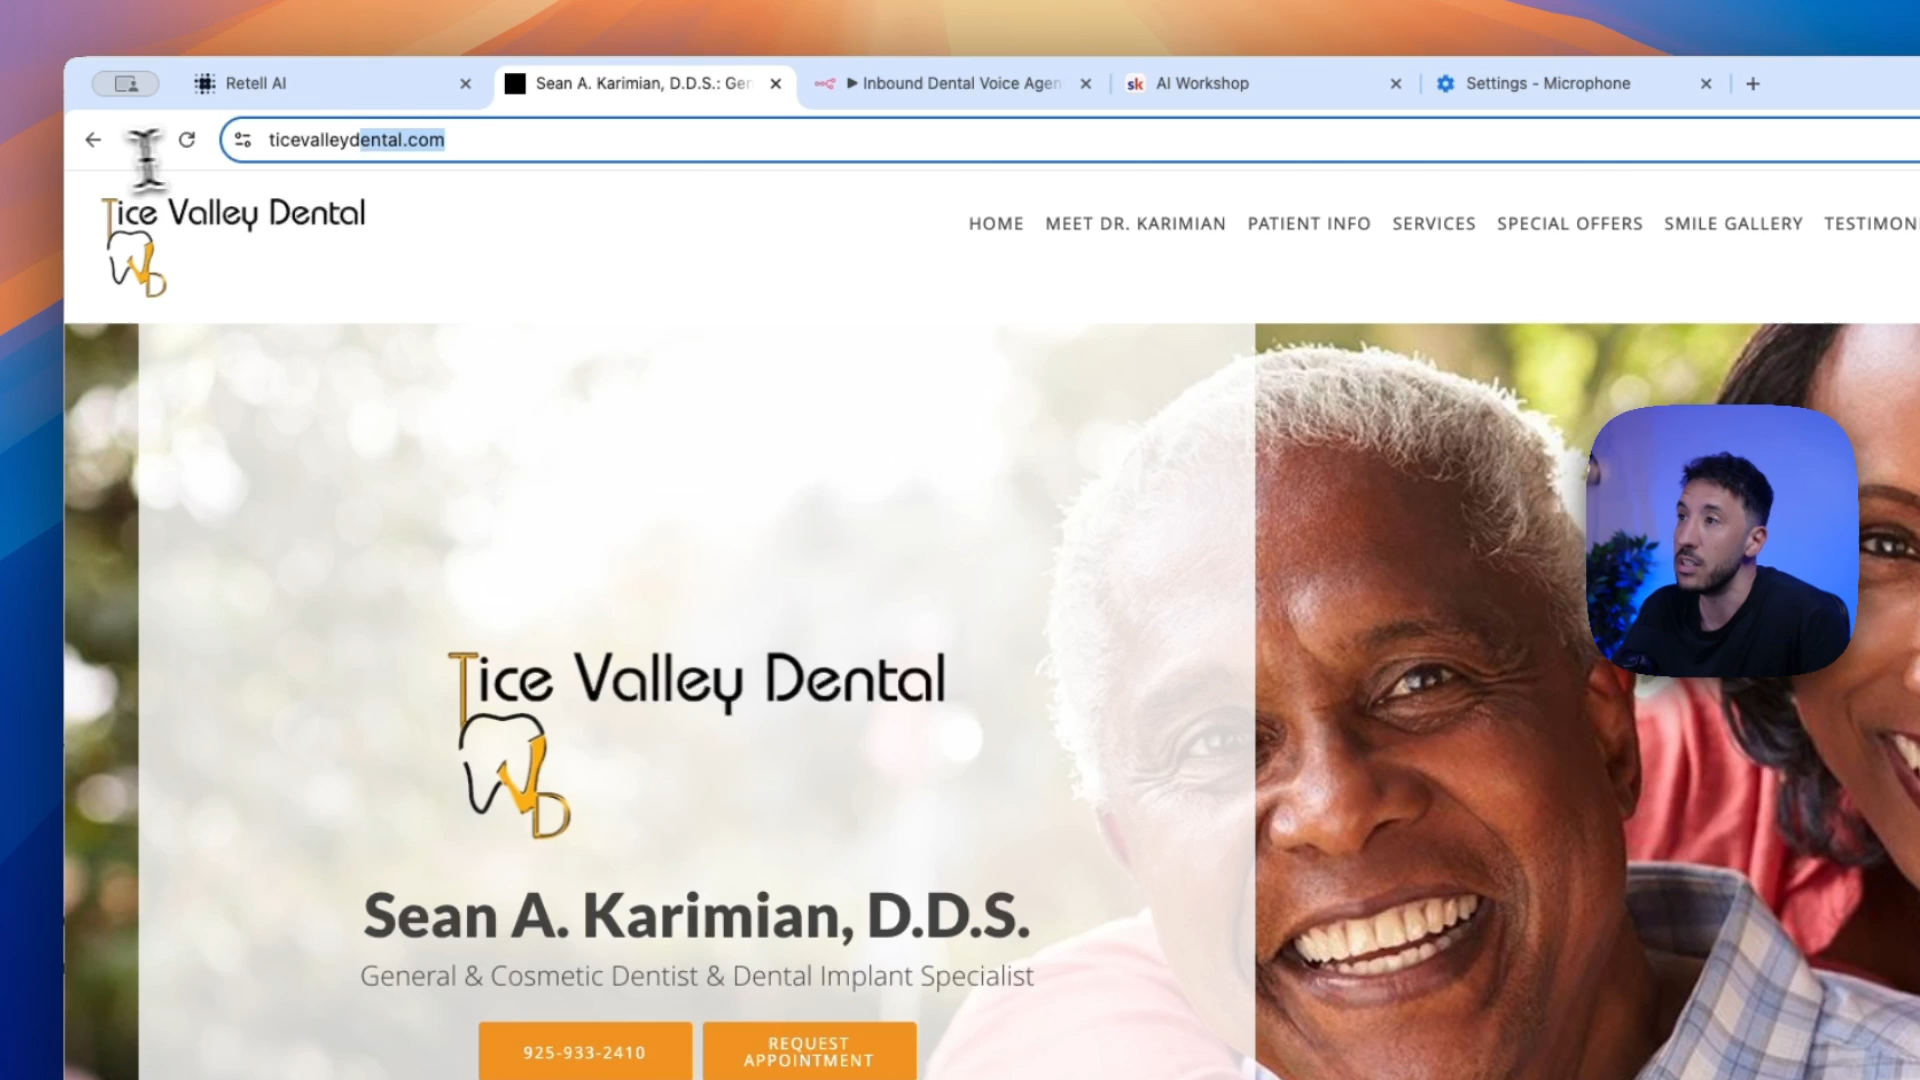 Retell AI
Sean A. Karimian, D.D.S.: Gen
▶ Inbound Dental Voice Agen
sk
AI Workshop
Settings - Microphone
ticevalleydental.com
Tice Valley Dental
WD
HOME
MEET DR. KARIMIAN
PATIENT INFO
SERVICES
SPECIAL OFFERS
SMILE GALLERY
TESTIMON
Tice Valley Dental
WD
Sean A. Karimian, D.D.S.
General & Cosmetic Dentist & Dental Implant Specialist
925-933-2410
REQUEST
APPOINTMENT